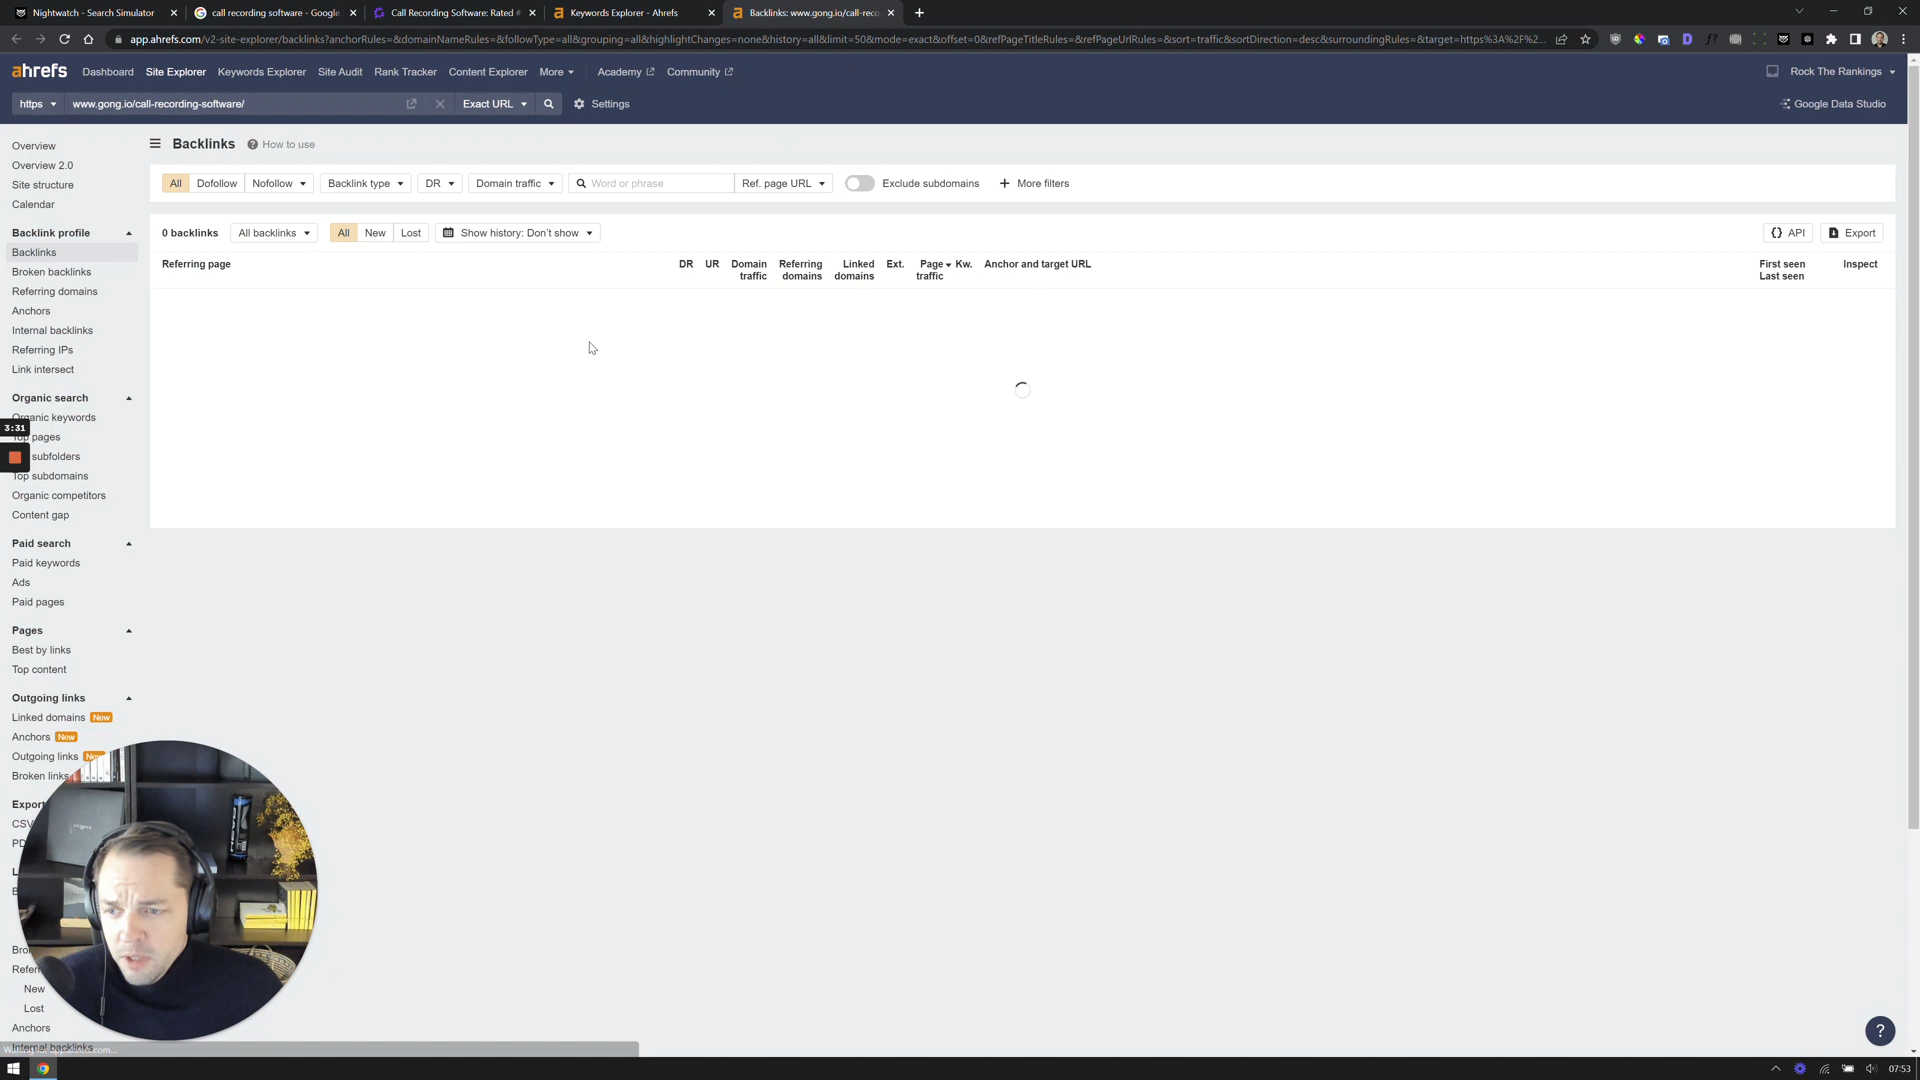 Nightwatch - Search Simulator
call recording software - Google
Call Recording Software: Rated #
Keywords Explorer - Ahrefs
Backlinks: www.gong.io/call-reco
app.ahrefs.com/v2-site-explorer/backlinks?anchorRules=&domainNameRules=&followType=all&grouping=all&highlightChanges=none&history=all&limit=50&mode=exact&offset=0&refPageTitleRules=&refPageUrlRules=&sort=traffic&sortDirection=desc&surroundingRules=&target=https%3A%2F%2...
ahrefs Dashboard Site Explorer Keywords Explorer Site Audit Rank Tracker Content Explorer More Academy Community Rock The Rankings
https www.gong.io/call-recording-software/ Exact URL Settings Google Data Studio
Backlinks How to use
All Dofollow Nofollow Backlink type DR Domain traffic Word or phrase Ref. page URL Exclude subdomains + More filters
0 backlinks All backlinks All New Lost Show history: Don't show API Export
Referring page DR UR Domain traffic Referring domains Linked domains Ext. Page traffic Kw. Anchor and target URL First seen Last seen Inspect
Overview
Overview 2.0
Site structure
Calendar
Backlink profile
Backlinks
Broken backlinks
Referring domains
Anchors
Internal backlinks
Referring IPs
Link intersect
Organic search
Organic keywords
3:31
pages
subfolders
Top subdomains
Organic competitors
Content gap
Paid search
Paid keywords
Ads
Paid pages
Pages
Best by links
Top content
Outgoing links
Linked domains New
Anchors New
Outgoing links
Broken links
Export
New
Lost
Anchors
Internal backlinks
?
07:53